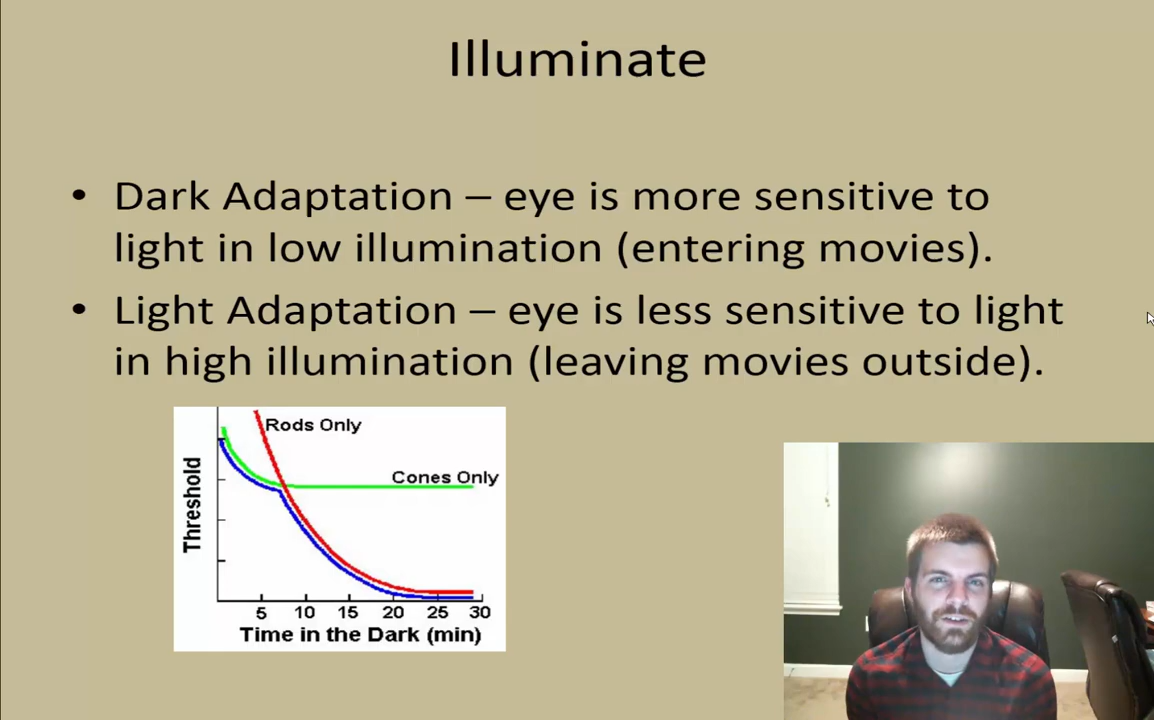 Illuminate
• Dark Adaptation – eye is more sensitive to
light in low illumination (entering movies).
• Light Adaptation – eye is less sensitive to light
in high illumination (leaving movies outside).
Rods Only
Cones Only
Threshold
5 10 15 20 25 30
Time in the Dark (min)